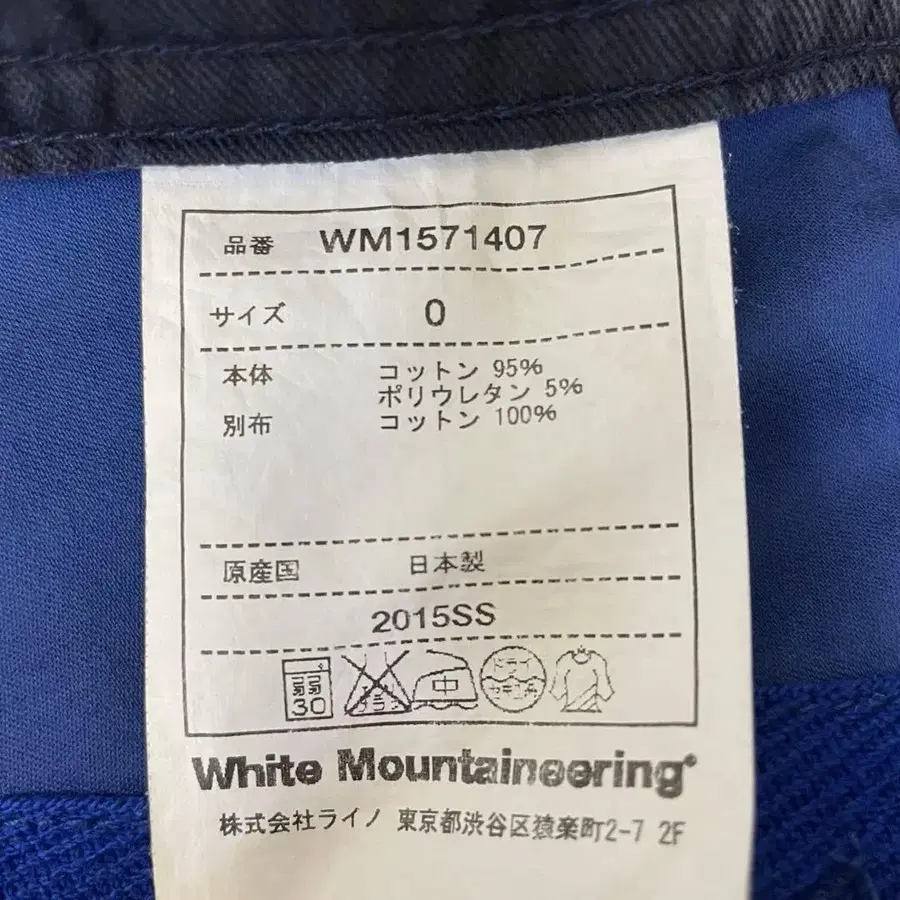 品番 WM1571407
サイズ 0
本体 コットン 95%
ポリウレタン 5%
別布 コットン 100%
原産国 日本製
2015SS
弱 30 中 ドライ
White Mountaineering®
株式会社ライノ 東京都渋谷区猿楽町2-7 2F